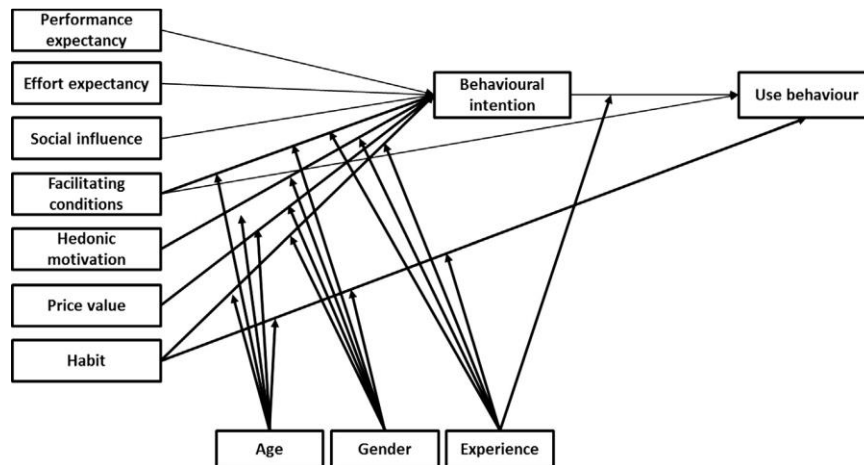 Performance
expectancy
Effort expectancy
Social influence
Facilitating
conditions
Hedonic
motivation
Price value
Habit
Behavioural
intention
Use behaviour
Age
Gender
Experience